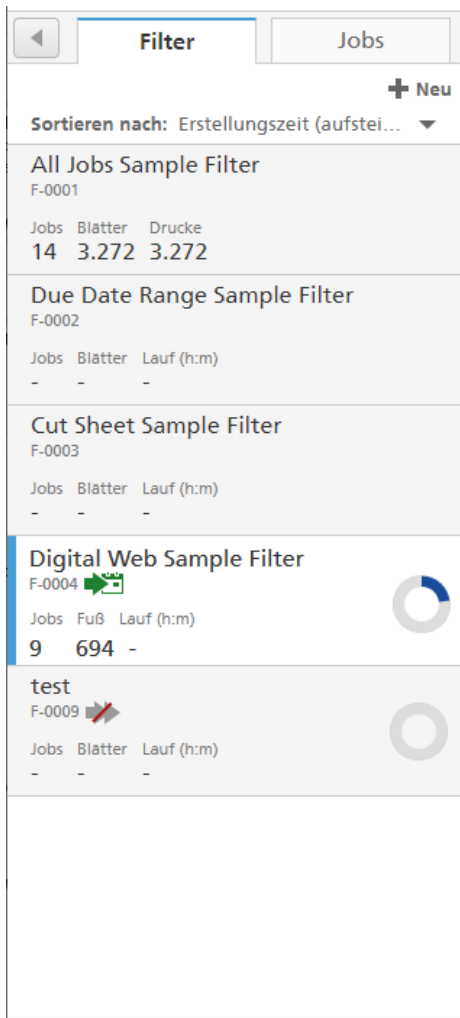 Filter Jobs
Neu
Sortieren nach: Erstellungszeit (aufstei...
All Jobs Sample Filter
F-0001
Jobs Blätter Drucke
14 3.272 3.272
Due Date Range Sample Filter
F-0002
Jobs Blätter Lauf (h:m)
- - -
Cut Sheet Sample Filter
F-0003
Jobs Blätter Lauf (h:m)
- - -
Digital Web Sample Filter
F-0004
Jobs Fuß Lauf (h:m)
9 694 -
test
F-0009
Jobs Blätter Lauf (h:m)
- - -